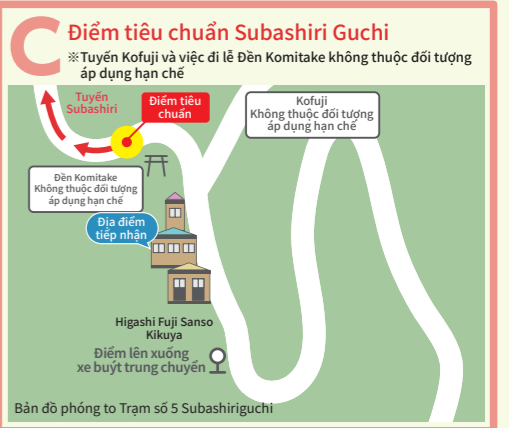 C
Điểm tiêu chuẩn Subashiri Guchi
※Tuyến Kofuji và việc đi lễ Đền Komitake không thuộc đối tượng
áp dụng hạn chế
Tuyến
Subashiri
Điểm tiêu
chuẩn
Kofuji
Không thuộc đối tượng
áp dụng hạn chế
Đền Komitake
Không thuộc đối tượng
áp dụng hạn chế
Địa điểm
tiếp nhận
Higashi Fuji Sanso
Kikuya
Điểm lên xuống
xe buýt trung chuyển
Bản đồ phóng to Trạm số 5 Subashiriguchi